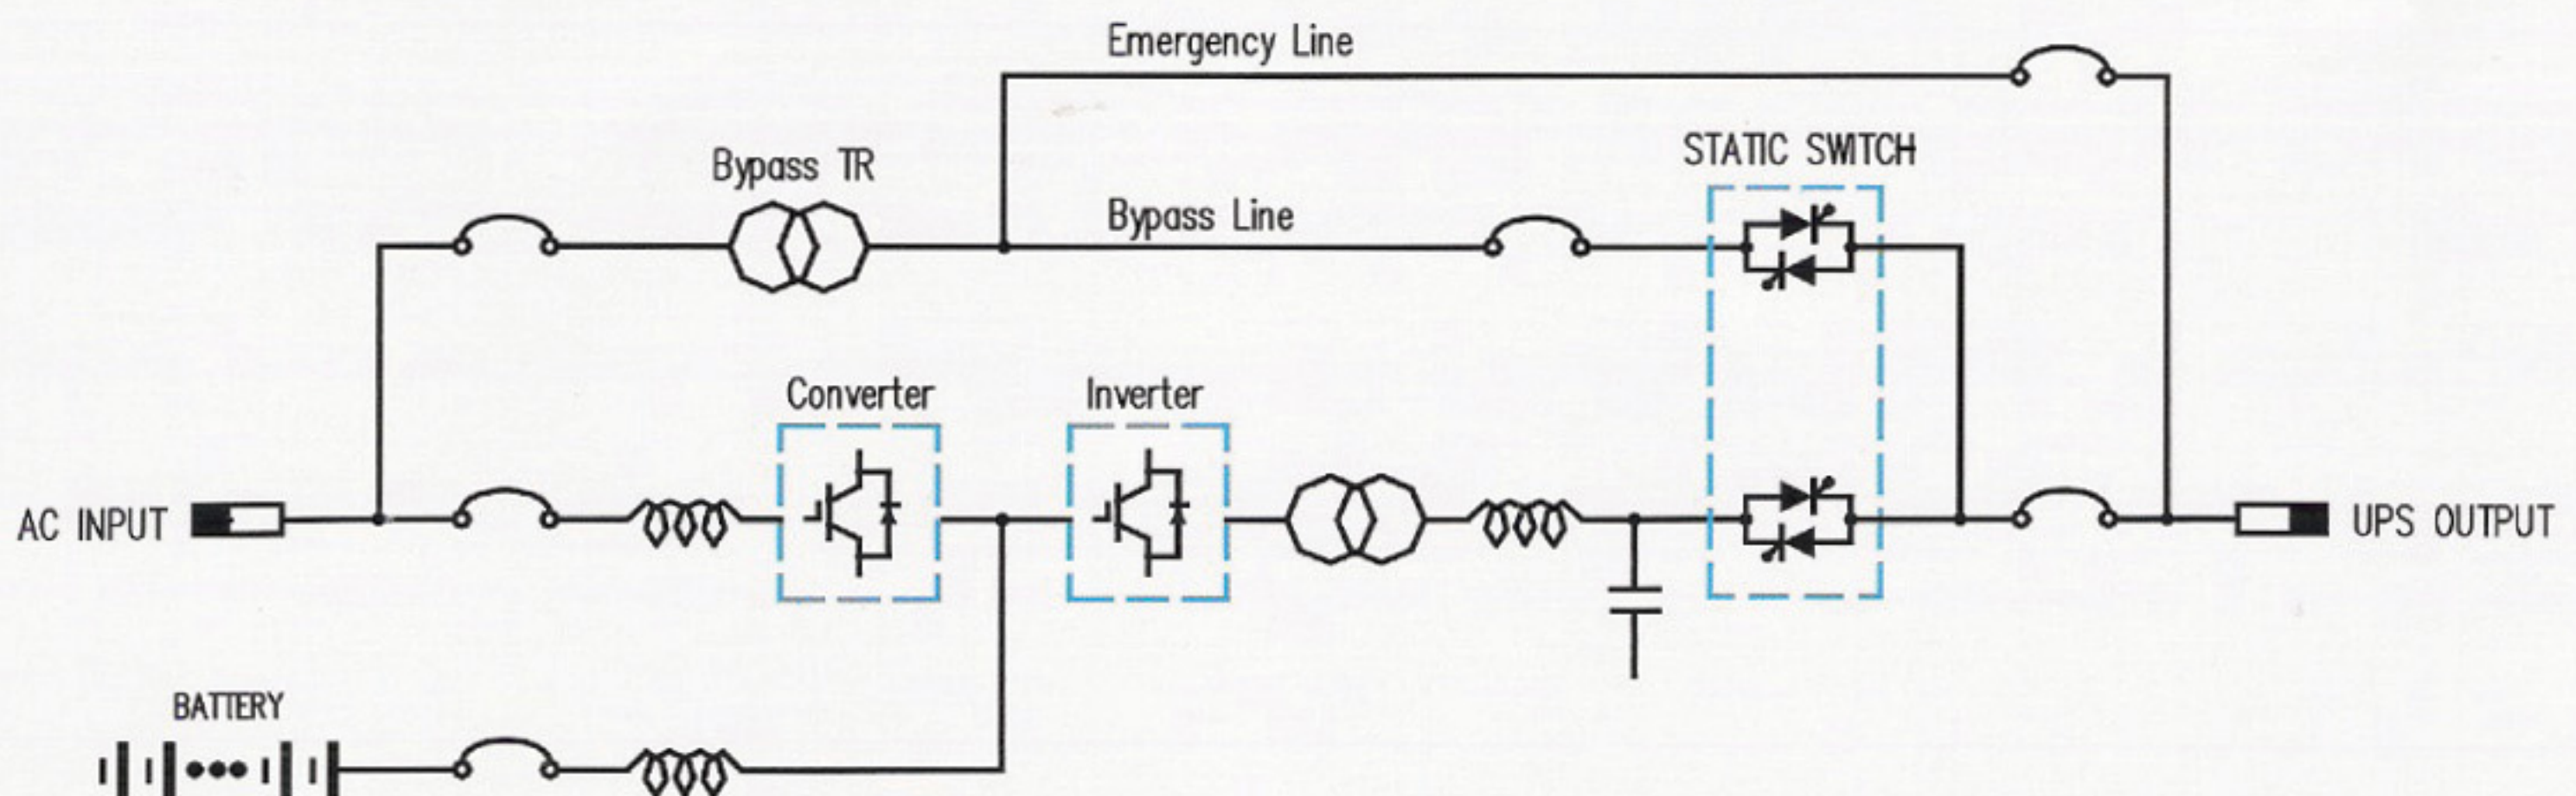 Emergency Line
STATIC SWITCH
Bypass TR
Bypass Line
Converter
Inverter
AC INPUT
UPS OUTPUT
BATTERY